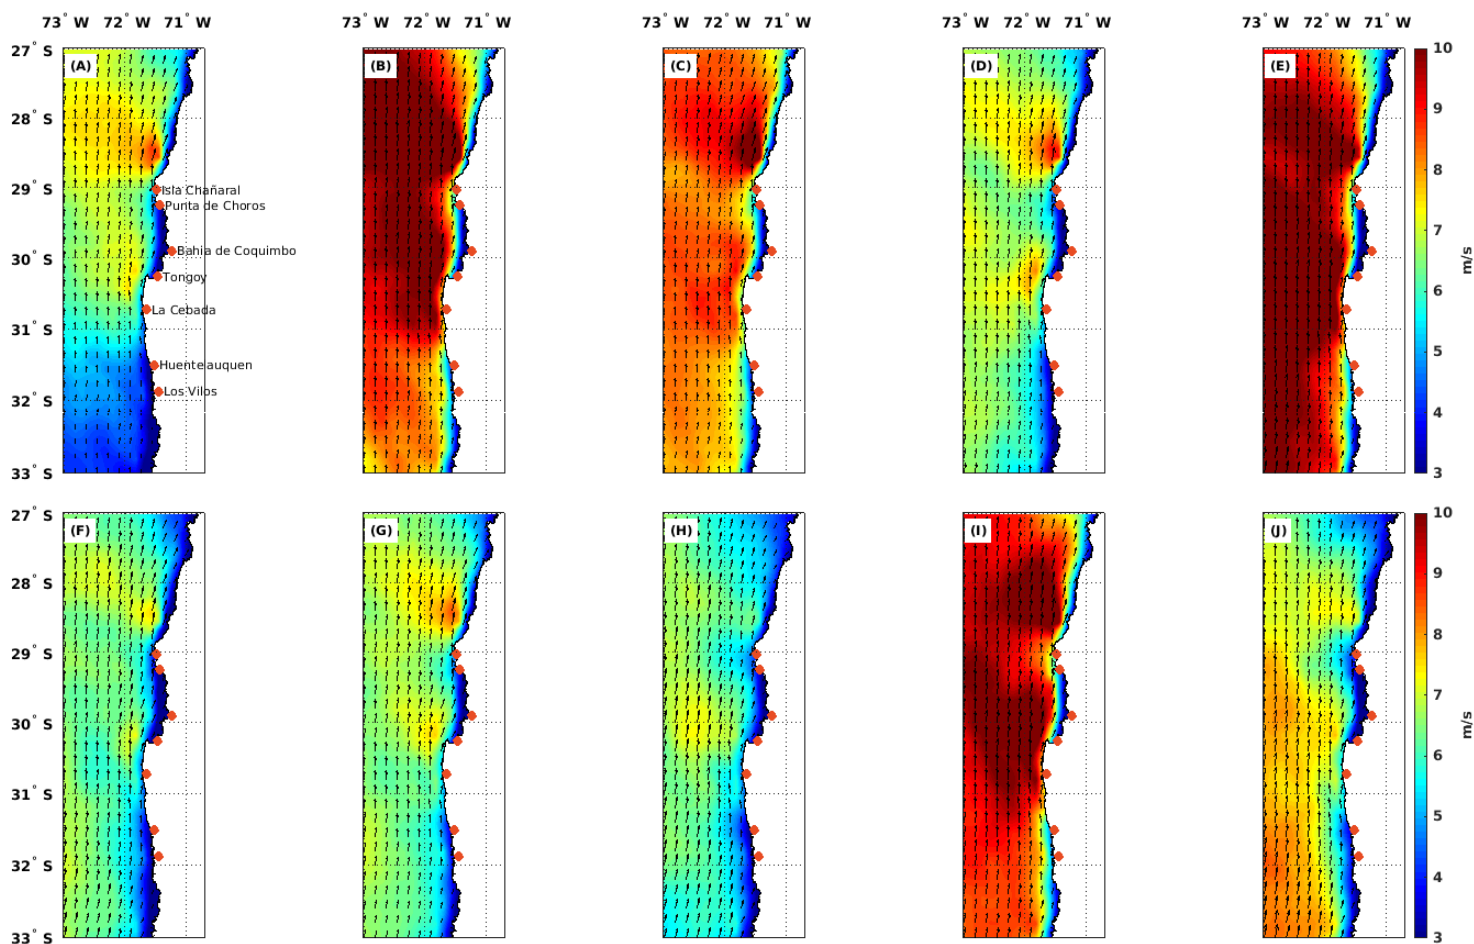 73° W 72° W 71° W 73° W 72° W 71° W 73° W 72° W 71° W 73° W 72° W 71° W 73° W 72° W 71° W
27° S
(A) (B) (C) (D) (E)
28° S
29° S
Isla Chañaral
Punta de Choros
Bahia de Coquimbo
30° S
Tongoy
La Cebada
31° S
Huentelauquen
Los Vilos
32° S
33° S
10
9
8
7
6
5
4
3
m/s
27° S
(F) (G) (H) (I) (J)
28° S
29° S
30° S
31° S
32° S
33° S
10
9
8
7
6
5
4
3
m/s